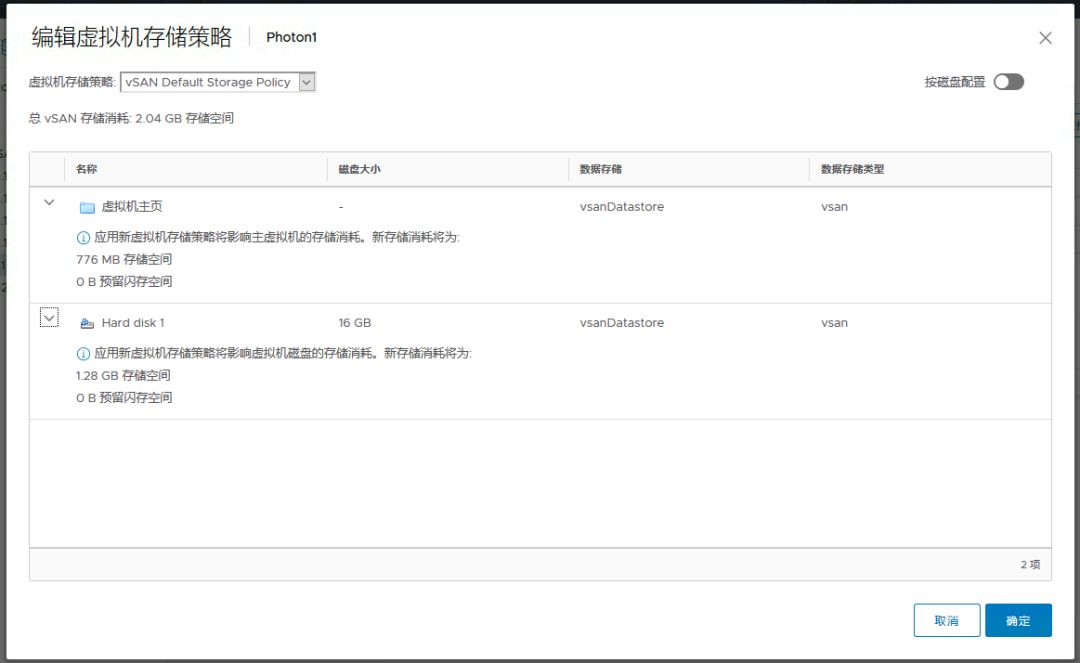 编辑虚拟机存储策略 Photon1
虚拟机存储策略: vSAN Default Storage Policy 按磁盘配置
总 vSAN 存储消耗: 2.04 GB 存储空间
名称 磁盘大小 数据存储 数据存储类型
虚拟机主页 - vsanDatastore vsan
应用新虚拟机存储策略将影响主虚拟机的存储消耗。新存储消耗将为:
776 MB 存储空间
0 B 预留闪存空间
Hard disk 1 16 GB vsanDatastore vsan
应用新虚拟机存储策略将影响虚拟机磁盘的存储消耗。新存储消耗将为:
1.28 GB 存储空间
0 B 预留闪存空间
2 项
取消 确定